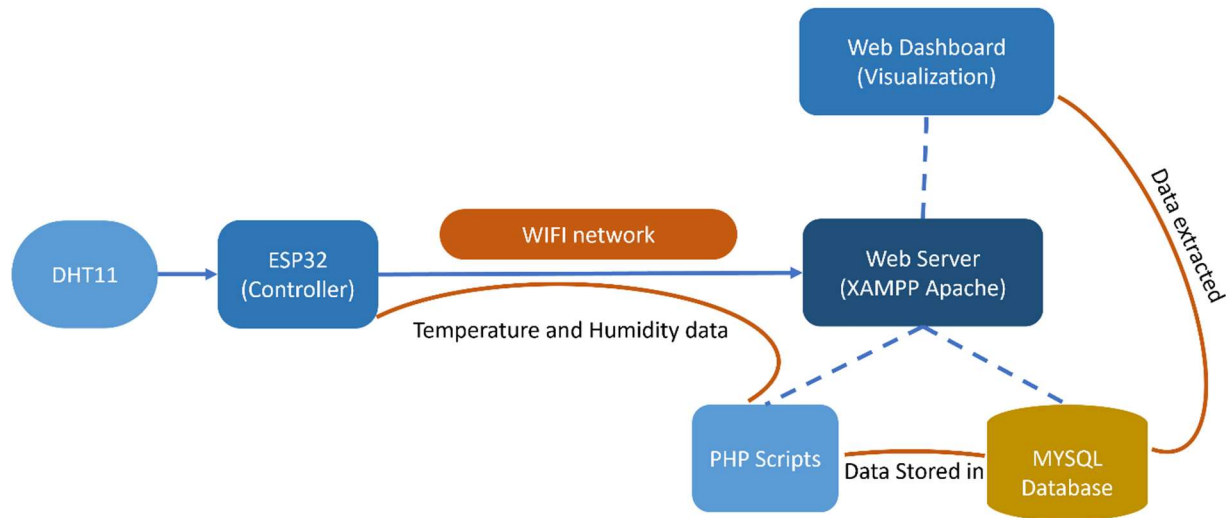 Web Dashboard
(Visualization)
Data extracted
WIFI network
DHT11
ESP32
(Controller)
Web Server
(XAMPP Apache)
Temperature and Humidity data
PHP Scripts
Data Stored in
MYSQL
Database